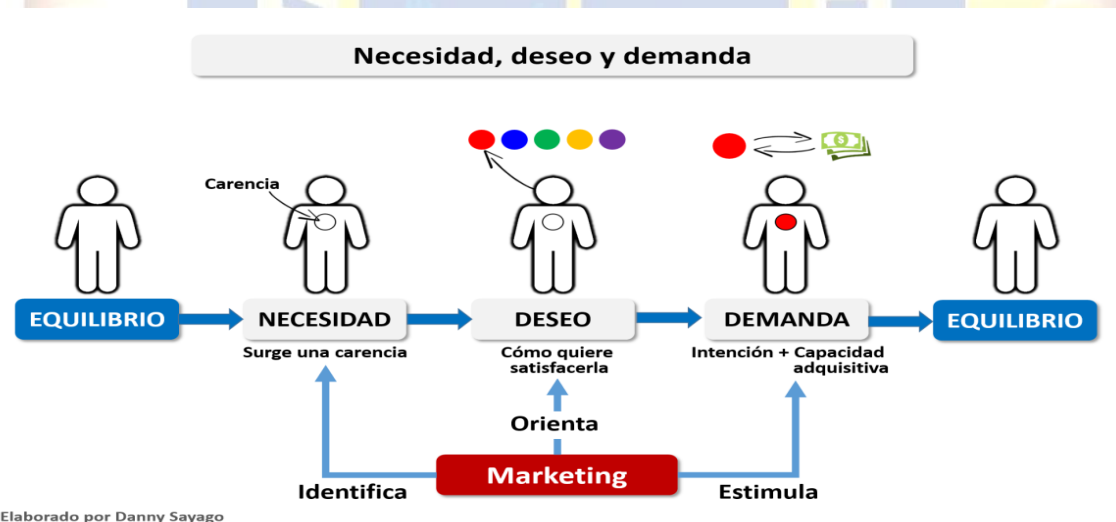 Necesidad, deseo y demanda
Carencia
EQUILIBRIO
NECESIDAD
DESEO
DEMANDA
EQUILIBRIO
Surge una carencia
Cómo quiere
satisfacerla
Intención + Capacidad
adquisitiva
Orienta
Marketing
Identifica
Estimula
Elaborado por Danny Sayago